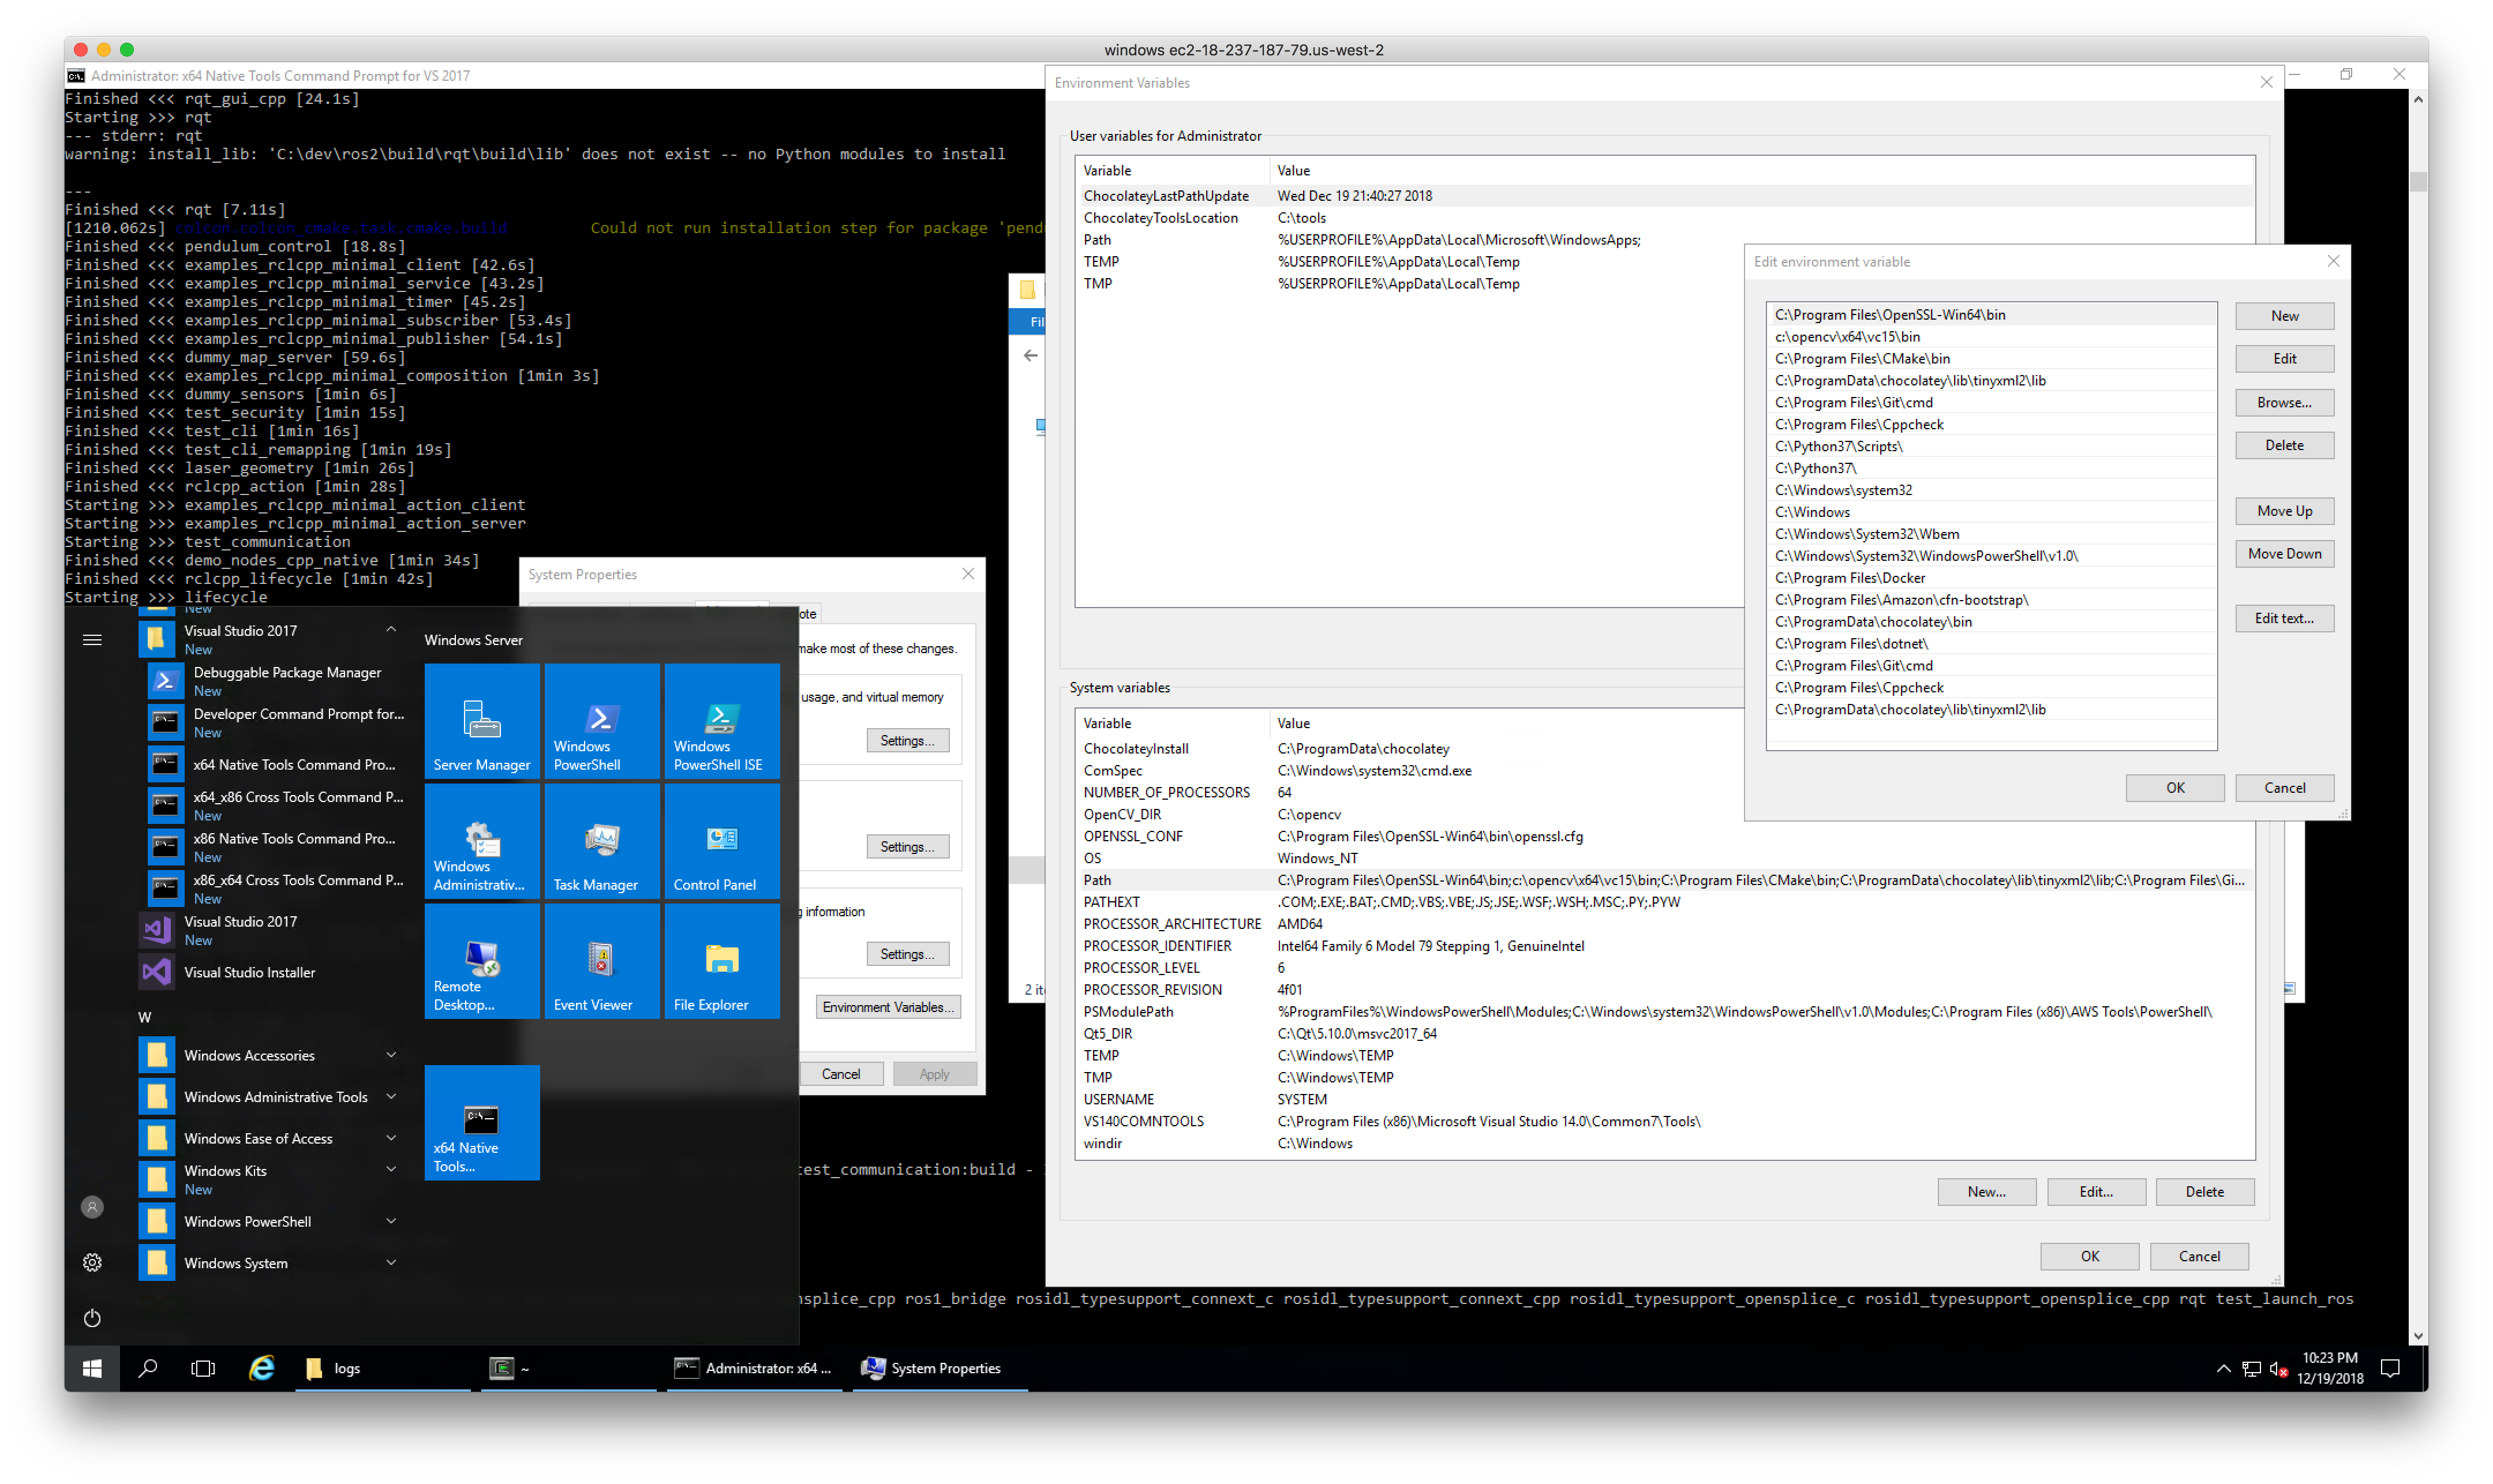 windows ec2-18-237-187-79.us-west-2
Administrator: x64 Native Tools Command Prompt for VS 2017
Finished <<< rqt_gui_cpp [24.1s]
Starting >>> rqt
--- stderr: rqt
warning: install_lib: 'C:\dev\ros2\build\rqt\build\lib' does not exist -- no Python modules to install
---
Finished <<< rqt [7.11s]
[1210.062s] colcon.colcon_cmake.task.cmake.build Could not run installation step for package 'pend
Finished <<< pendulum_control [18.8s]
Finished <<< examples_rclcpp_minimal_client [42.6s]
Finished <<< examples_rclcpp_minimal_service [43.2s]
Finished <<< examples_rclcpp_minimal_timer [45.2s]
Finished <<< examples_rclcpp_minimal_subscriber [53.4s]
Finished <<< examples_rclcpp_minimal_publisher [54.1s]
Finished <<< dummy_map_server [59.6s]
Finished <<< examples_rclcpp_minimal_composition [1min 3s]
Finished <<< dummy_sensors [1min 6s]
Finished <<< test_security [1min 15s]
Finished <<< test_cli [1min 16s]
Finished <<< test_cli_remapping [1min 19s]
Finished <<< laser_geometry [1min 26s]
Finished <<< rclcpp_action [1min 28s]
Starting >>> examples_rclcpp_minimal_action_client
Starting >>> examples_rclcpp_minimal_action_server
Starting >>> test_communication
Finished <<< demo_nodes_cpp_native [1min 34s]
Finished <<< rclcpp_lifecycle [1min 42s]
Starting >>> lifecycle
test_communication:build -
nsplice_cpp ros1_bridge rosidl_typesupport_connext_c rosidl_typesupport_connext_cpp rosidl_typesupport_opensplice_c rosidl_typesupport_opensplice_cpp rqt test_launch_ros
Fil
2 it
System Properties
ote
make most of these changes.
usage, and virtual memory
Settings...
Settings...
g information
Settings...
Environment Variables...
Cancel
Apply
New
Visual Studio 2017
New
Debuggable Package Manager
New
Developer Command Prompt for...
New
x64 Native Tools Command Pro...
x64_x86 Cross Tools Command P...
New
x86 Native Tools Command Pro...
New
x86_x64 Cross Tools Command P...
New
Visual Studio 2017
New
Visual Studio Installer
W
Windows Accessories
Windows Administrative Tools
Windows Ease of Access
Windows Kits
New
Windows PowerShell
Windows System
Windows Server
Server Manager
Windows
PowerShell
Windows
PowerShell ISE
Windows
Administrativ...
Task Manager
Control Panel
Remote
Desktop...
Event Viewer
File Explorer
x64 Native
Tools...
Environment Variables
User variables for Administrator
Variable Value
ChocolateyLastPathUpdate Wed Dec 19 21:40:27 2018
ChocolateyToolsLocation C:\tools
Path %USERPROFILE%\AppData\Local\Microsoft\WindowsApps;
TEMP %USERPROFILE%\AppData\Local\Temp
TMP %USERPROFILE%\AppData\Local\Temp
System variables
Variable Value
ChocolateyInstall C:\ProgramData\chocolatey
ComSpec C:\Windows\system32\cmd.exe
NUMBER_OF_PROCESSORS 64
OpenCV_DIR C:\opencv
OPENSSL_CONF C:\Program Files\OpenSSL-Win64\bin\openssl.cfg
OS Windows_NT
Path C:\Program Files\OpenSSL-Win64\bin;c:\opencv\x64\vc15\bin;C:\Program Files\CMake\bin;C:\ProgramData\chocolatey\lib\tinyxml2\lib;C:\Program Files\Gi...
PATHEXT .COM;.EXE;.BAT;.CMD;.VBS;.VBE;.JS;.JSE;.WSF;.WSH;.MSC;.PY;.PYW
PROCESSOR_ARCHITECTURE AMD64
PROCESSOR_IDENTIFIER Intel64 Family 6 Model 79 Stepping 1, GenuineIntel
PROCESSOR_LEVEL 6
PROCESSOR_REVISION 4f01
PSModulePath %ProgramFiles%\WindowsPowerShell\Modules;C:\Windows\system32\WindowsPowerShell\v1.0\Modules;C:\Program Files (x86)\AWS Tools\PowerShell\
Qt5_DIR C:\Qt\5.10.0\msvc2017_64
TEMP C:\Windows\TEMP
TMP C:\Windows\TEMP
USERNAME SYSTEM
VS140COMNTOOLS C:\Program Files (x86)\Microsoft Visual Studio 14.0\Common7\Tools\
windir C:\Windows
New... Edit... Delete
OK Cancel
Edit environment variable
C:\Program Files\OpenSSL-Win64\bin
c:\opencv\x64\vc15\bin
C:\Program Files\CMake\bin
C:\ProgramData\chocolatey\lib\tinyxml2\lib
C:\Program Files\Git\cmd
C:\Program Files\Cppcheck
C:\Python37\Scripts\
C:\Python37\
C:\Windows\system32
C:\Windows
C:\Windows\System32\Wbem
C:\Windows\System32\WindowsPowerShell\v1.0\
C:\Program Files\Docker
C:\Program Files\Amazon\cfn-bootstrap\
C:\ProgramData\chocolatey\bin
C:\Program Files\dotnet\
C:\Program Files\Git\cmd
C:\Program Files\Cppcheck
C:\ProgramData\chocolatey\lib\tinyxml2\lib
New
Edit
Browse...
Delete
Move Up
Move Down
Edit text...
OK Cancel
logs
~
Administrator: x64 ...
System Properties
10:23 PM
12/19/2018